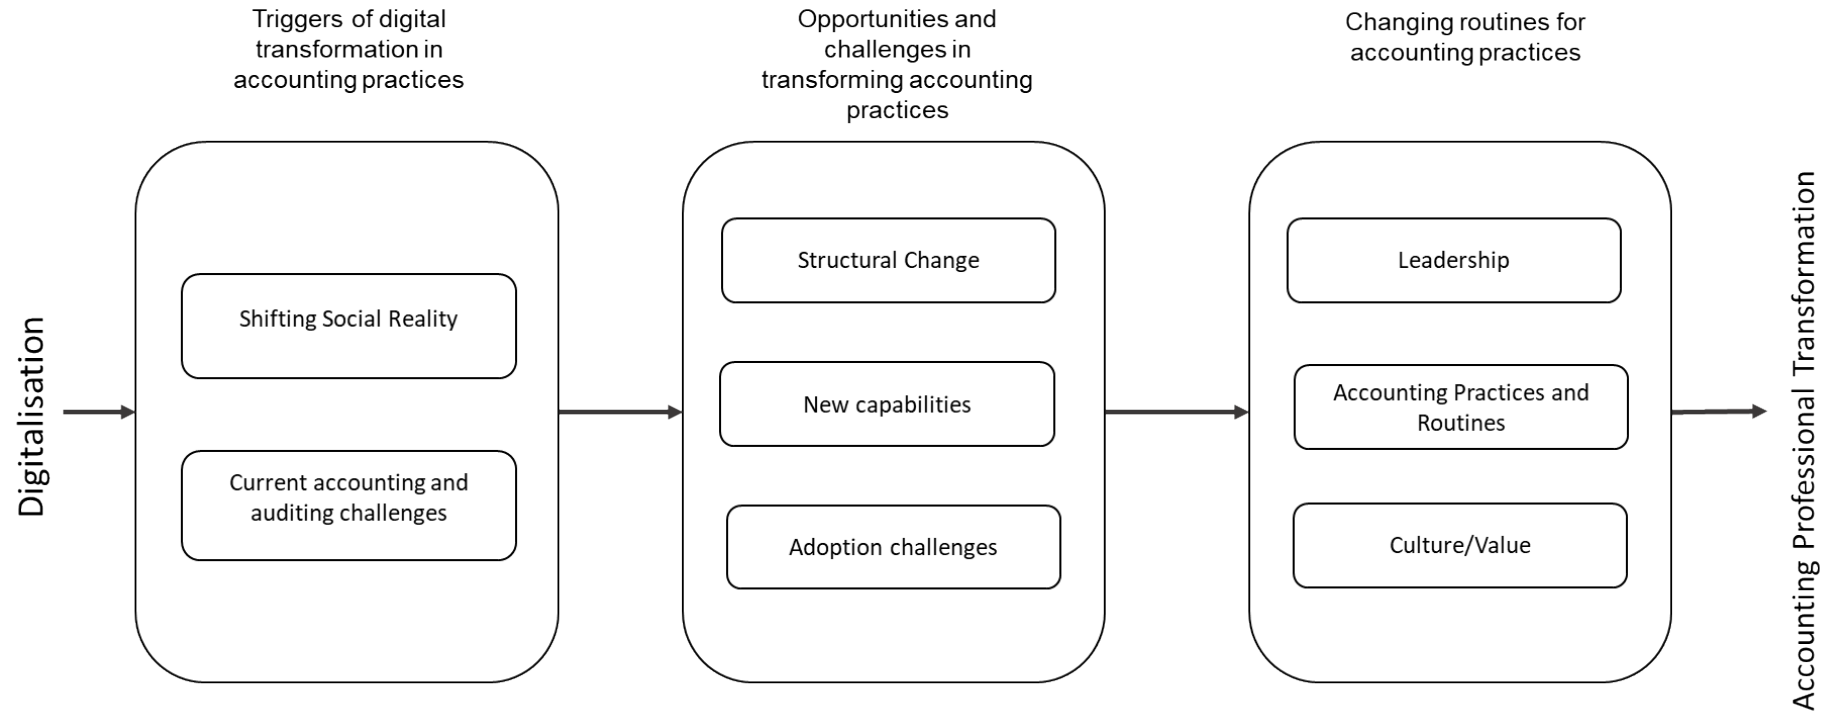 Triggers of digital
transformation in
accounting practices
Opportunities and
challenges in
transforming accounting
practices
Changing routines for
accounting practices
Digitalisation
Shifting Social Reality
Current accounting and
auditing challenges
Structural Change
New capabilities
Adoption challenges
Leadership
Accounting Practices and
Routines
Culture/Value
Accounting Professional Transformation